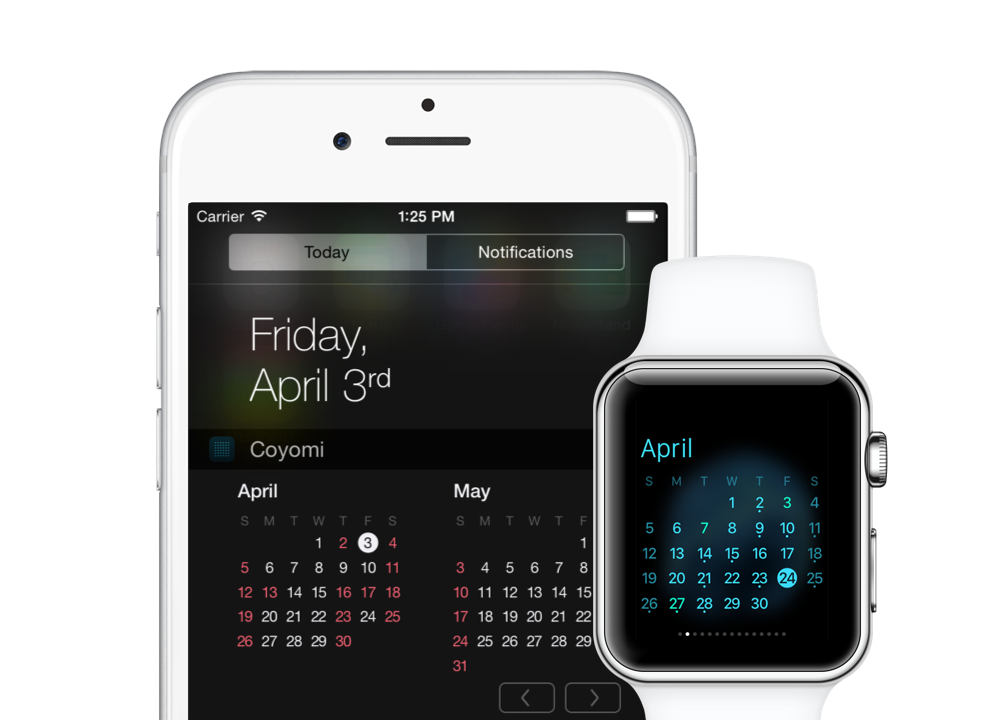 Carrier 1:25 PM
Today Notifications
Friday,
April 3rd
Coyomi
April
S M T W T F S
1 2 3 4
5 6 7 8 9 10 11
12 13 14 15 16 17 18
19 20 21 22 23 24 25
26 27 28 29 30
May
S M T W T F
1
3 4 5 6 7 8
10 11 12 13 14 15
17 18 19 20 21 22
24 25 26 27 28 29
31
April
S M T W T F S
1 2 3 4
5 6 7 8 9 10 11
12 13 14 15 16 17 18
19 20 21 22 23 24 25
26 27 28 29 30